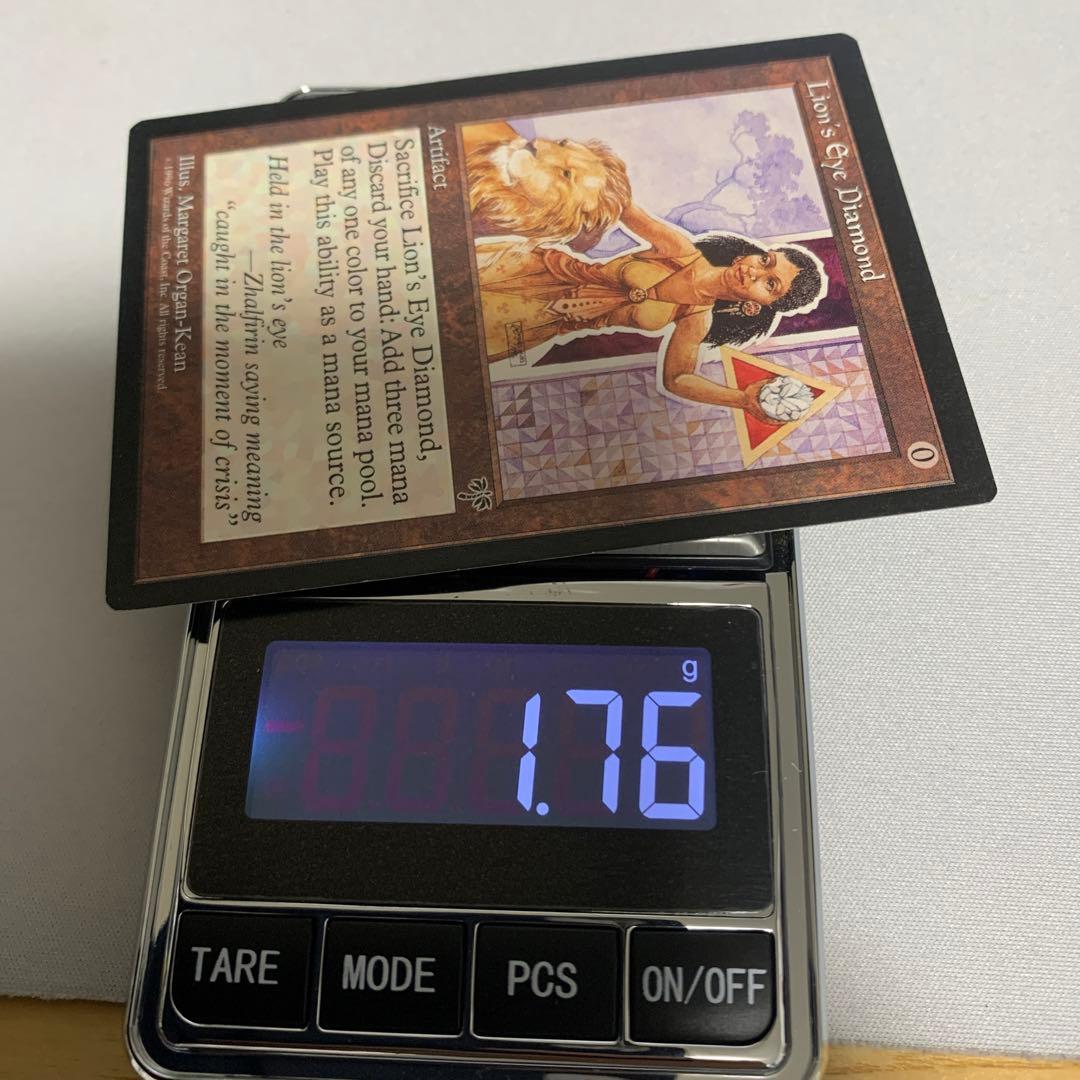 Lion's Eye Diamond
0
Artifact
Sacrifice Lion's Eye Diamond,
Discard your hand: Add three mana
of any one color to your mana pool.
Play this ability as a mana source.
Held in the lion's eye
—Zhalfirin saying meaning
"caught in the moment of crisis"
Illus. Margaret Organ-Kean
© 1996 Wizards of the Coast, Inc. All rights reserved.
g
1.76
TARE
MODE
PCS
ON/OFF